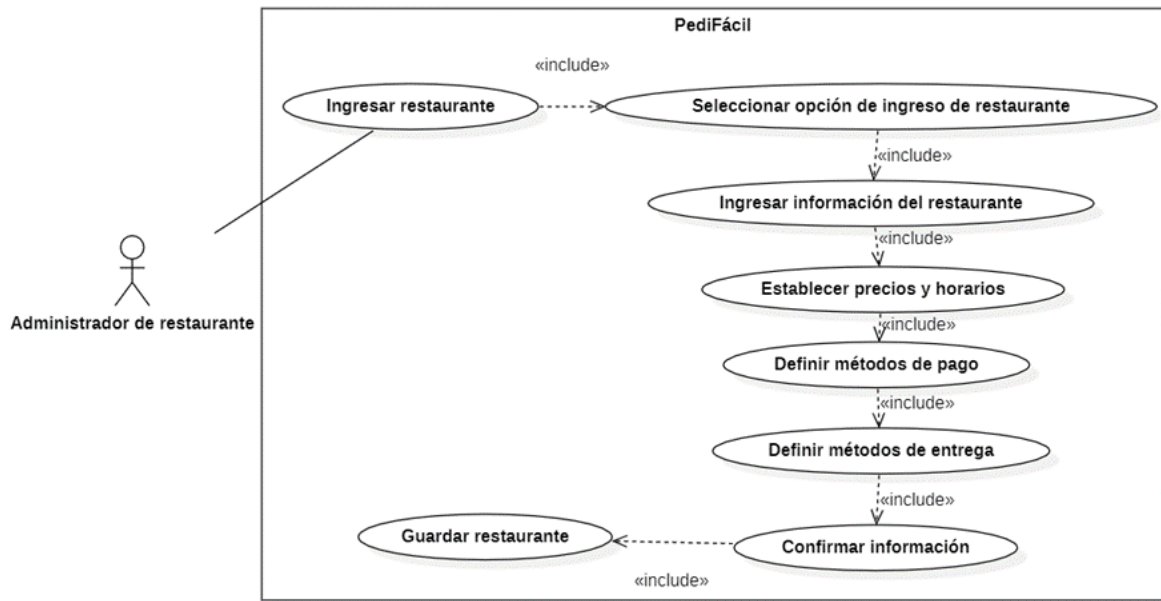 PediFácil
«include»
Ingresar restaurante
Seleccionar opción de ingreso de restaurante
«include»
Ingresar información del restaurante
«include»
Establecer precios y horarios
Administrador de restaurante
«include»
Definir métodos de pago
«include»
Definir métodos de entrega
«include»
Guardar restaurante
Confirmar información
«include»